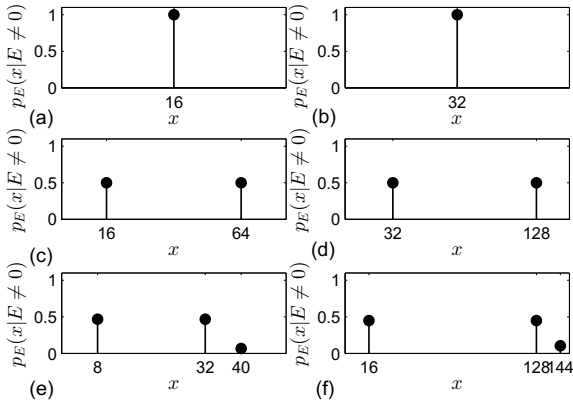 1
0.5
0
p_E(x|E ≠ 0)
16
x
(a)
1
0.5
0
p_E(x|E ≠ 0)
32
x
(b)
1
0.5
0
p_E(x|E ≠ 0)
16 64
x
(c)
1
0.5
0
p_E(x|E ≠ 0)
32 128
x
(d)
1
0.5
0
p_E(x|E ≠ 0)
8 32 40
x
(e)
1
0.5
0
p_E(x|E ≠ 0)
16 128 144
x
(f)